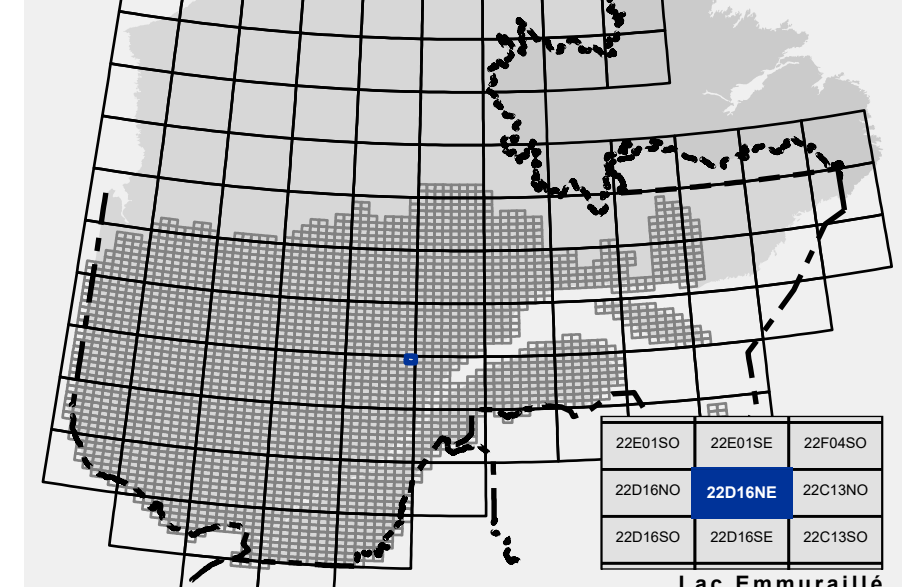 22E01SO 22E01SE 22F04SO
22D16NO 22D16NE 22C13NO
22D16SO 22D16SE 22C13SO
Lac Emmuraillé